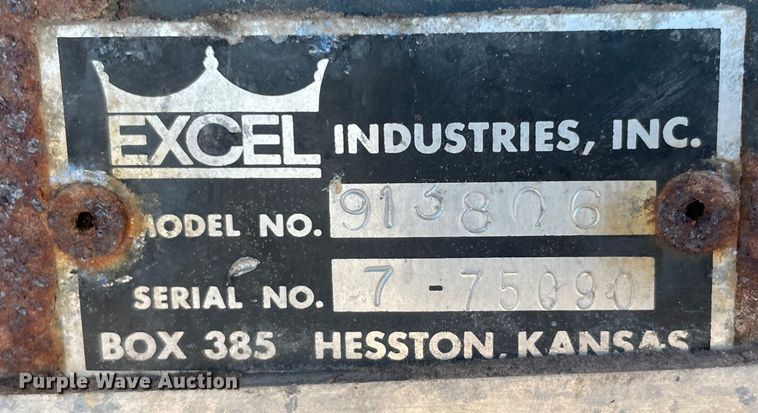 EXCEL INDUSTRIES, INC.
MODEL NO. 913806
SERIAL NO. 7-75090
BOX 385 HESSTON, KANSAS
Purple Wave Auction